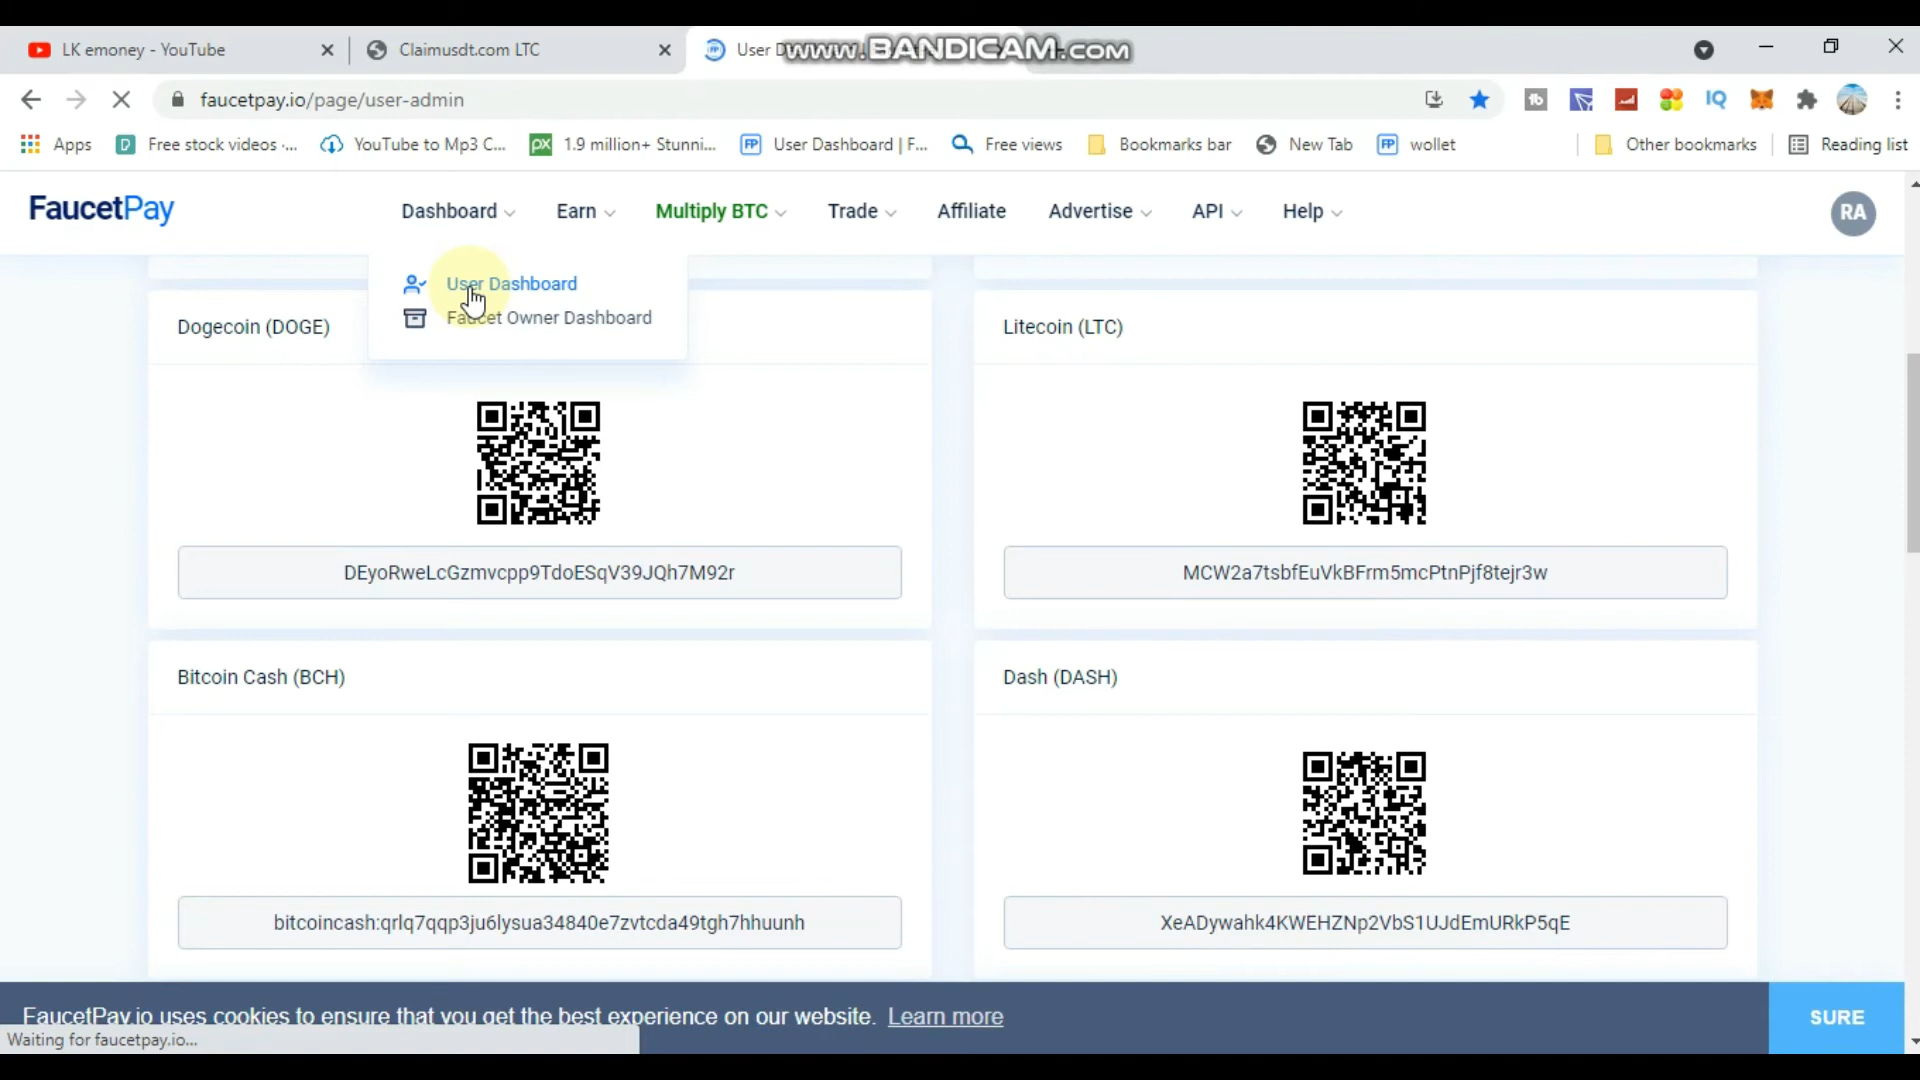 LK emoney - YouTube
Claimusdt.com LTC
User D
www.BANDICAM.com
faucetpay.io/page/user-admin
Apps
Free stock videos -...
YouTube to Mp3 C...
1.9 million+ Stunni...
User Dashboard | F...
Free views
Bookmarks bar
New Tab
wollet
Other bookmarks
Reading list
FaucetPay
Dashboard
Earn
Multiply BTC
Trade
Affiliate
Advertise
API
Help
RA
User Dashboard
Faucet Owner Dashboard
Dogecoin (DOGE)
Litecoin (LTC)
DEyoRweLcGzmvcpp9TdoESqV39JQh7M92r
MCW2a7tsbfEuVkBFrm5mcPtnPjf8tejr3w
Bitcoin Cash (BCH)
Dash (DASH)
bitcoincash:qrlq7qqp3ju6lysua34840e7zvtcda49tgh7hhuunh
XeADywahk4KWEHZNp2VbS1UJdEmURkP5qE
FaucetPay.io uses cookies to ensure that you get the best experience on our website. Learn more
SURE
Waiting for faucetpay.io...